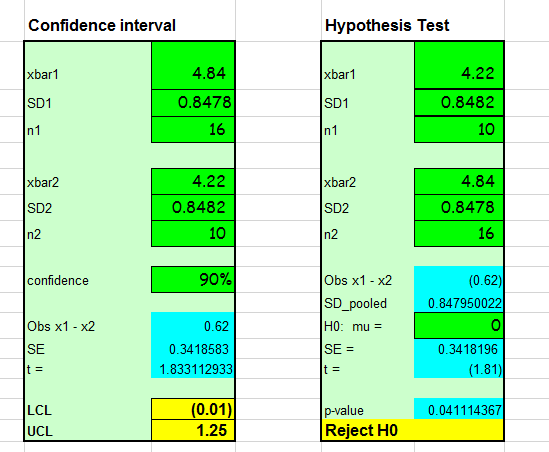 Confidence interval
xbar1 4.84
SD1 0.8478
n1 16
xbar2 4.22
SD2 0.8482
n2 10
confidence 90%
Obs x1 - x2 0.62
SE 0.3418583
t = 1.833112933
LCL (0.01)
UCL 1.25
Hypothesis Test
xbar1 4.22
SD1 0.8482
n1 10
xbar2 4.84
SD2 0.8478
n2 16
Obs x1 - x2 (0.62)
SD_pooled 0.847950022
H0: mu = 0
SE = 0.3418196
t = (1.81)
p-value 0.041114367
Reject H0